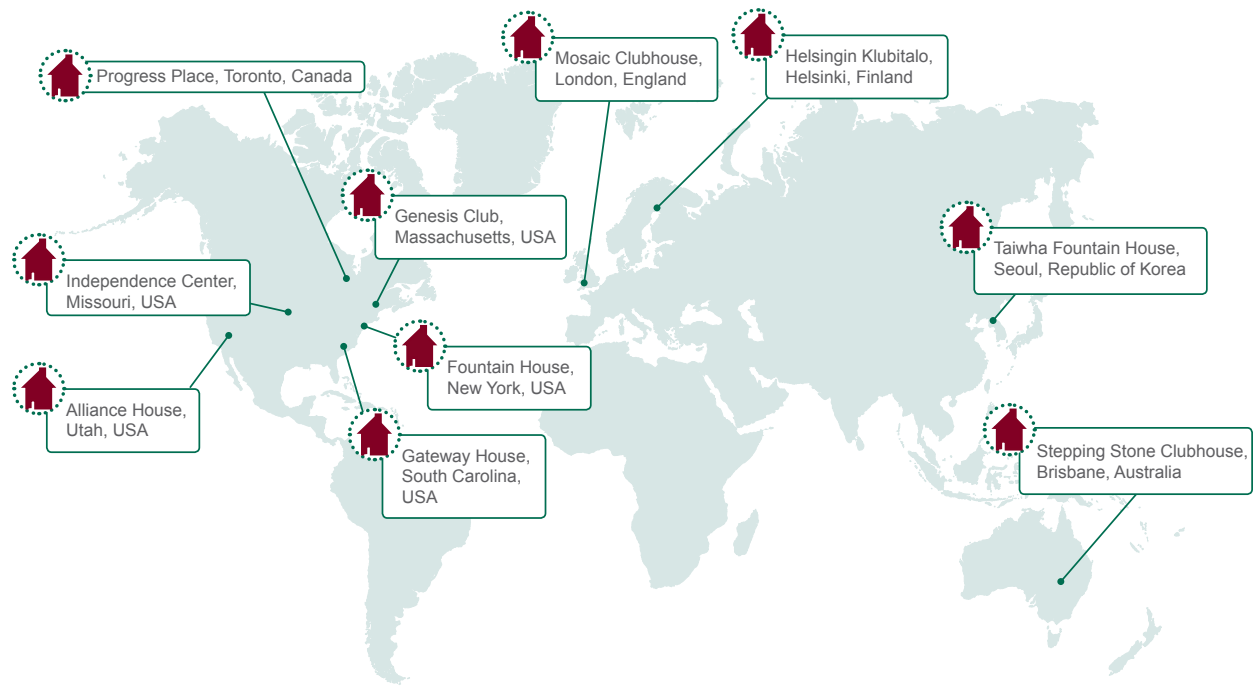 Progress Place, Toronto, Canada
Mosaic Clubhouse,
London, England
Helsingin Klubitalo,
Helsinki, Finland
Genesis Club,
Massachusetts, USA
Taiwha Fountain House,
Seoul, Republic of Korea
Independence Center,
Missouri, USA
Fountain House,
New York, USA
Alliance House,
Utah, USA
Gateway House,
South Carolina,
USA
Stepping Stone Clubhouse,
Brisbane, Australia